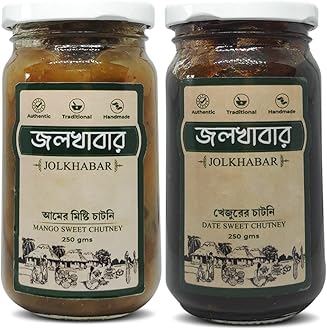 Authentic Traditional Handmade
জলখাবার
JOLKHABAR
আমের মিষ্টি চাটনি
MANGO SWEET CHUTNEY
250 gms
Authentic Traditional Handmade
জলখাবার
JOLKHABAR
খেজুরের চাটনি
DATE SWEET CHUTNEY
250 gms